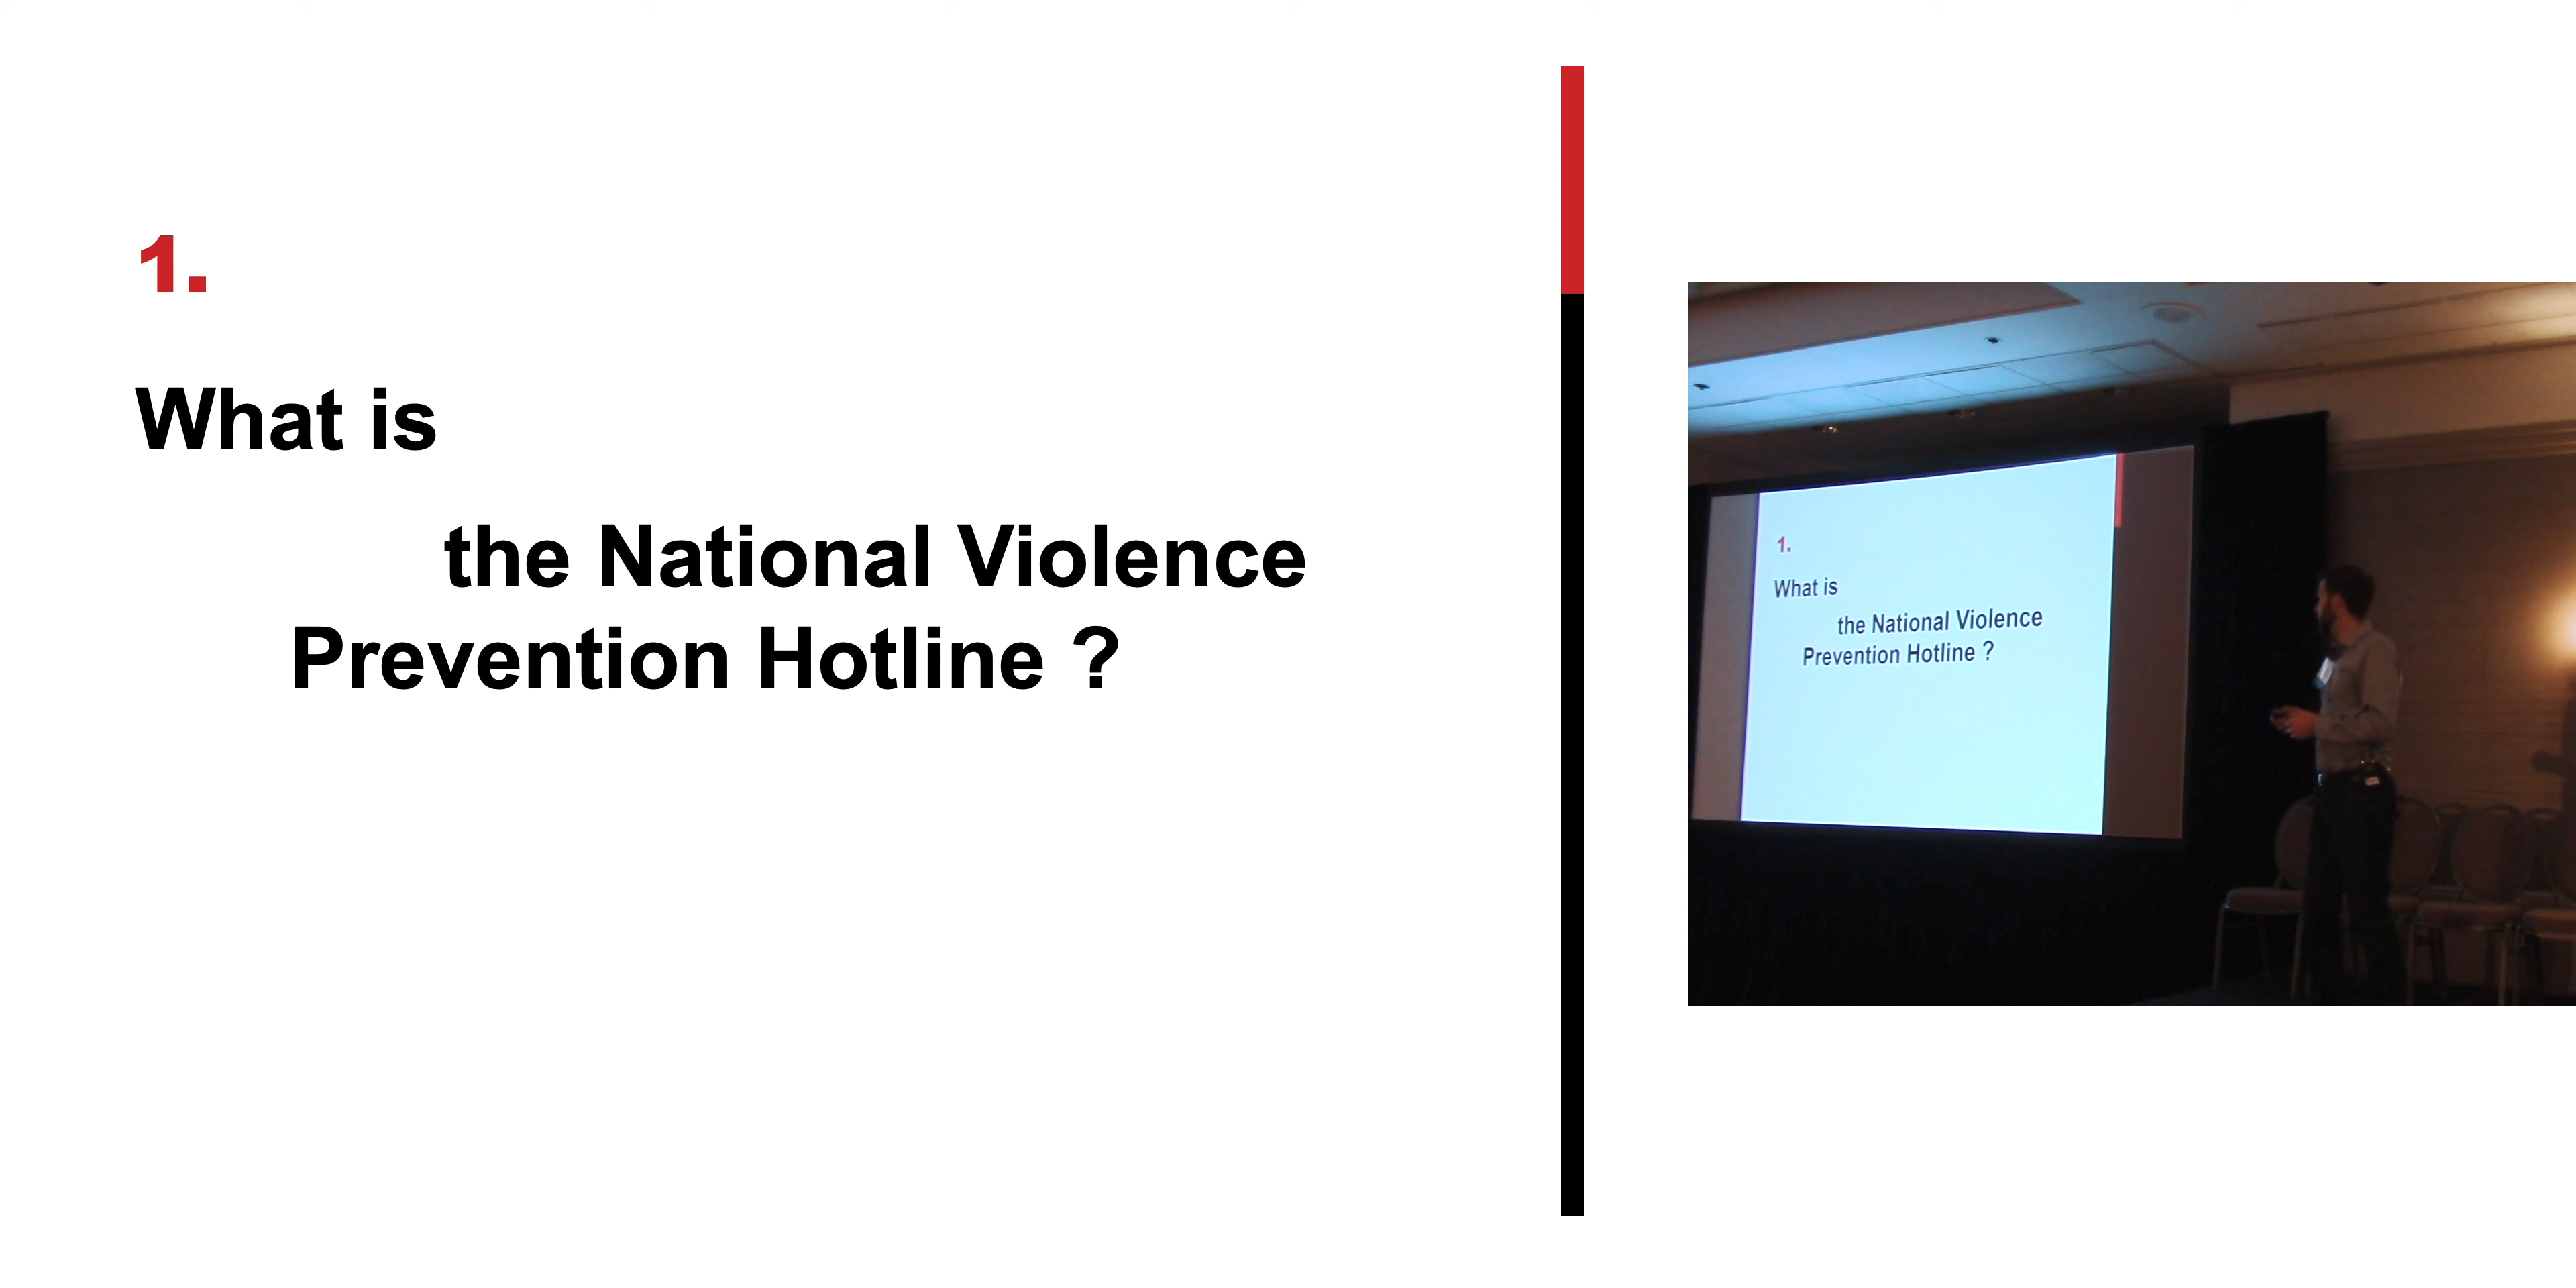 1.
What is
the National Violence
Prevention Hotline ?
1.
What is
the National Violence
Prevention Hotline ?